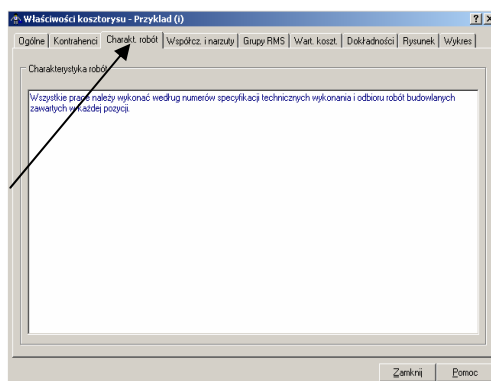 Właściwości kosztorysu - Przykład (i)
Ogólne Kontrahenci Charakt. robót Współcz. i narzuty Grupy RMS Wart. koszt. Dokładności Rysunek Wykres
Charakterystyka robót
Wszystkie prace należy wykonać według numerów specyfikacji technicznych wykonania i odbioru robót budowlanych
zawartych w każdej pozycji.
Zamknij Pomoc